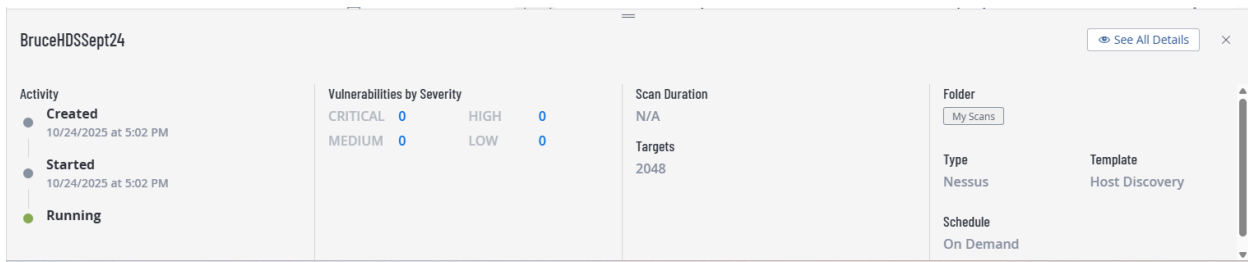 BruceHDSSept24
See All Details
Activity
Created
10/24/2025 at 5:02 PM
Started
10/24/2025 at 5:02 PM
Running
Vulnerabilities by Severity
CRITICAL 0 HIGH 0
MEDIUM 0 LOW 0
Scan Duration
N/A
Targets
2048
Folder
My Scans
Type Template
Nessus Host Discovery
Schedule
On Demand